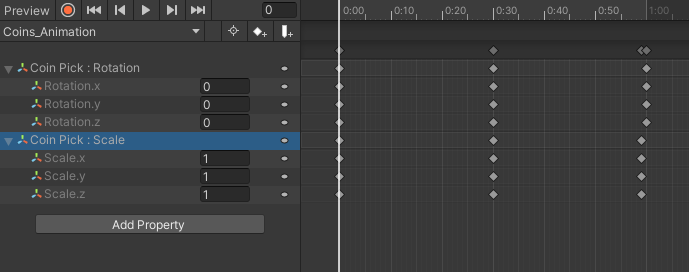 Preview 0 0:00 0:10 0:20 0:30 0:40 0:50 1:00
Coins_Animation
Coin Pick : Rotation
Rotation.x 0
Rotation.y 0
Rotation.z 0
Coin Pick : Scale
Scale.x 1
Scale.y 1
Scale.z 1
Add Property